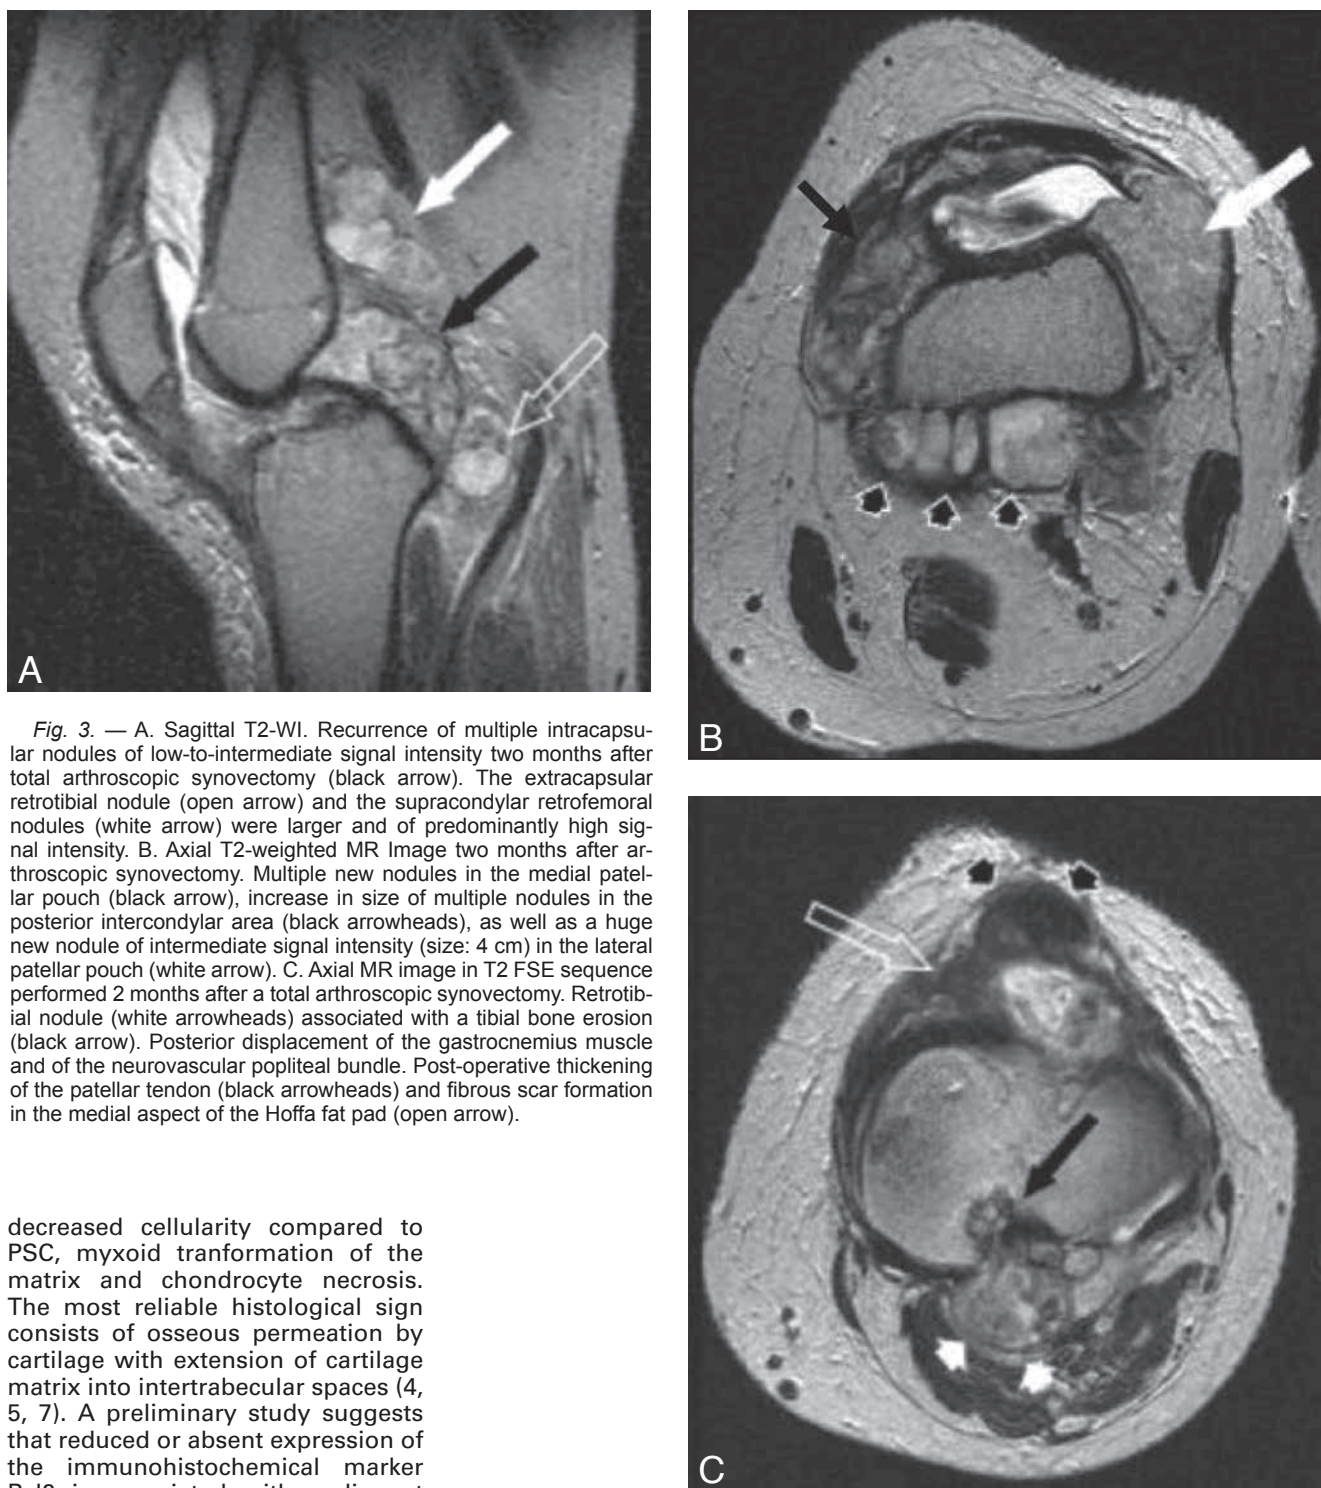 A
B
Fig. 3. — A. Sagittal T2-WI. Recurrence of multiple intracapsu-
lar nodules of low-to-intermediate signal intensity two months after
total arthroscopic synovectomy (black arrow). The extracapsular
retrotibial nodule (open arrow) and the supracondylar retrofemoral
nodules (white arrow) were larger and of predominantly high sig-
nal intensity. B. Axial T2-weighted MR Image two months after ar-
throscopic synovectomy. Multiple new nodules in the medial patel-
lar pouch (black arrow), increase in size of multiple nodules in the
posterior intercondylar area (black arrowheads), as well as a huge
new nodule of intermediate signal intensity (size: 4 cm) in the lateral
patellar pouch (white arrow). C. Axial MR image in T2 FSE sequence
performed 2 months after a total arthroscopic synovectomy. Retrotib-
ial nodule (white arrowheads) associated with a tibial bone erosion
(black arrow). Posterior displacement of the gastrocnemius muscle
and of the neurovascular popliteal bundle. Post-operative thickening
of the patellar tendon (black arrowheads) and fibrous scar formation
in the medial aspect of the Hoffa fat pad (open arrow).
C
decreased cellularity compared to
PSC, myxoid tranformation of the
matrix and chondrocyte necrosis.
The most reliable histological sign
consists of osseous permeation by
cartilage with extension of cartilage
matrix into intertrabecular spaces (4,
5, 7). A preliminary study suggests
that reduced or absent expression of
the immunohistochemical marker